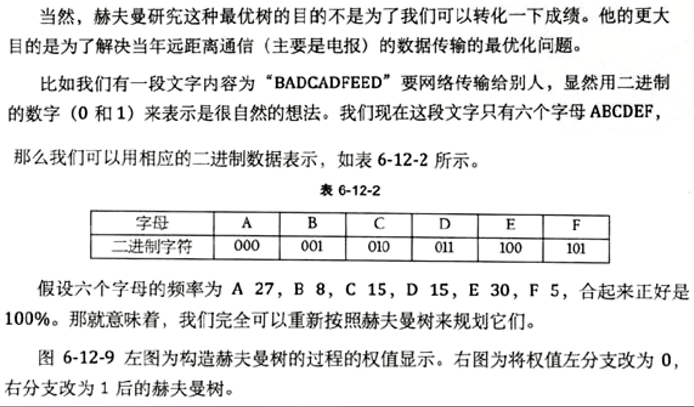 当然，赫夫曼研究这种最优树的目的不是为了我们可以转化一下成绩。他的更大
目的是为了解决当年远距离通信（主要是电报）的数据传输的最优化问题。
比如我们有一段文字内容为“BADCADFEED”要网络传输给别人，显然用二进制
的数字（0 和 1）来表示是很自然的想法。我们现在这段文字只有六个字母 ABCDEF，
那么我们可以用相应的二进制数据表示，如表 6-12-2 所示。
表 6-12-2
字母 A B C D E F
二进制字符 000 001 010 011 100 101
假设六个字母的频率为 A 27，B 8，C 15，D 15，E 30，F 5，合起来正好是
100%。那就意味着，我们完全可以重新按照赫夫曼树来规划它们。
图 6-12-9 左图为构造赫夫曼树的过程的权值显示。右图为将权值左分支改为 0，
右分支改为 1 后的赫夫曼树。